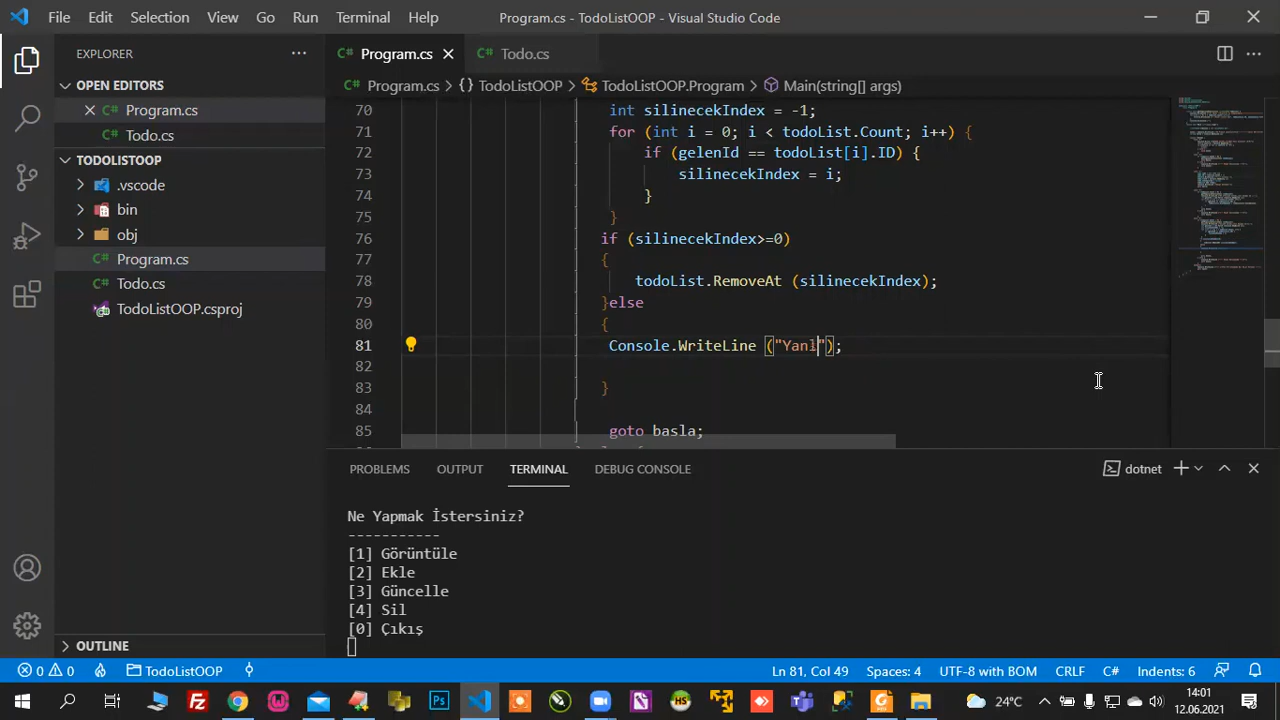 File Edit Selection View Go Run Terminal Help
Program.cs - TodoListOOP - Visual Studio Code
EXPLORER
OPEN EDITORS
Program.cs
Todo.cs
TODOLISTOOP
.vscode
bin
obj
Program.cs
Todo.cs
TodoListOOP.csproj
OUTLINE
Program.cs
Todo.cs
Program.cs > TodoListOOP > TodoListOOP.Program > Main(string[] args)
70 int silinecekIndex = -1;
71 for (int i = 0; i < todoList.Count; i++) {
72 if (gelenId == todoList[i].ID) {
73 silinecekIndex = i;
74 }
75 }
76 if (silinecekIndex>=0)
77 {
78 todoList.RemoveAt (silinecekIndex);
79 }else
80 {
81 Console.WriteLine ("Yanı");
82
83 }
84
85 goto basla;
PROBLEMS OUTPUT TERMINAL DEBUG CONSOLE
dotnet
Ne Yapmak İstersiniz?
-----------
[1] Görüntüle
[2] Ekle
[3] Güncelle
[4] Sil
[0] Çıkış
0 0 TodoListOOP
Ln 81, Col 49 Spaces: 4 UTF-8 with BOM CRLF C# Indents: 6
24°C
14:01
12.06.2021